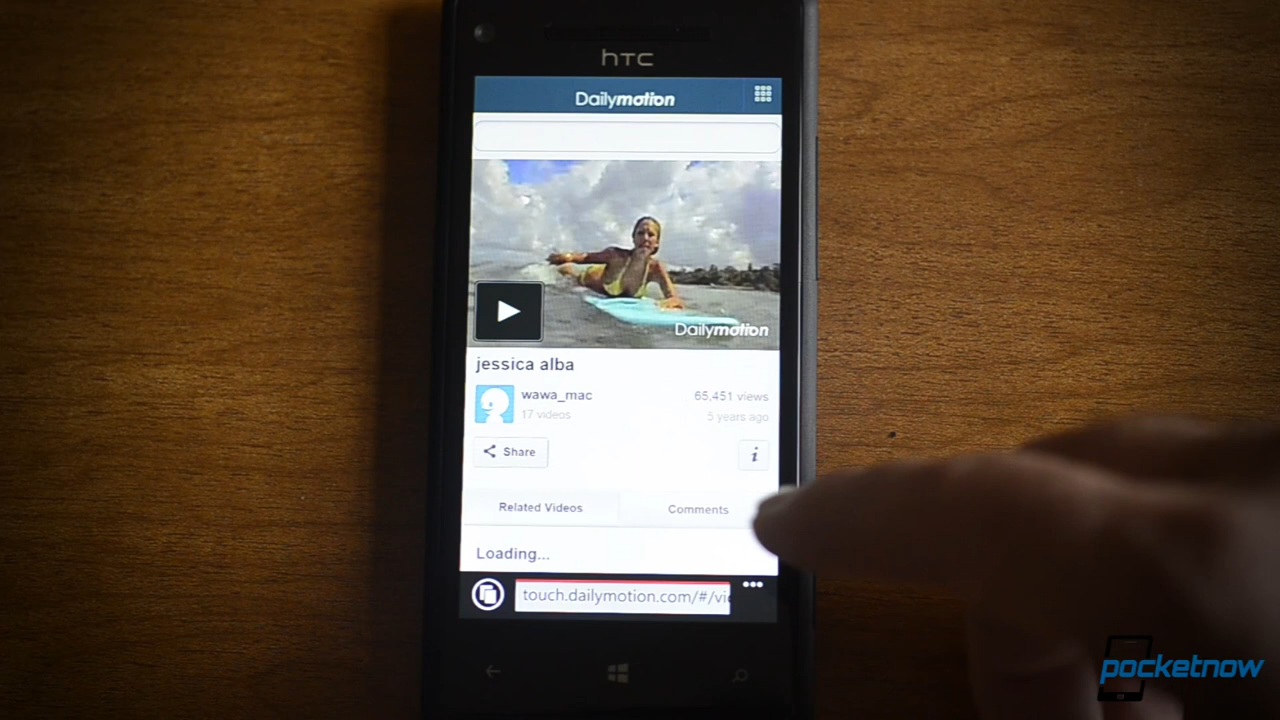 hTC
Dailymotion
Dailymotion
jessica alba
wawa_mac
65,451 views
17 videos
5 years ago
Share
i
Related Videos
Comments
Loading...
touch.dailymotion.com/#/vi
pocketnow